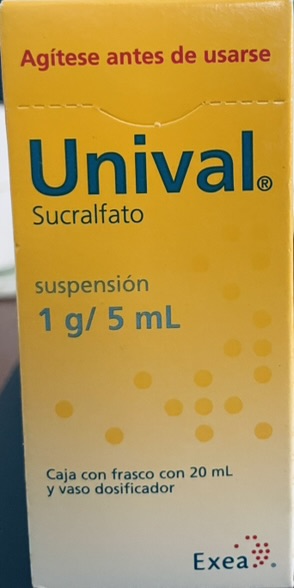 Agítese antes de usarse
Unival®
Sucralfato
suspensión
1 g/ 5 mL
Caja con frasco con 20 mL
y vaso dosificador
Exea®